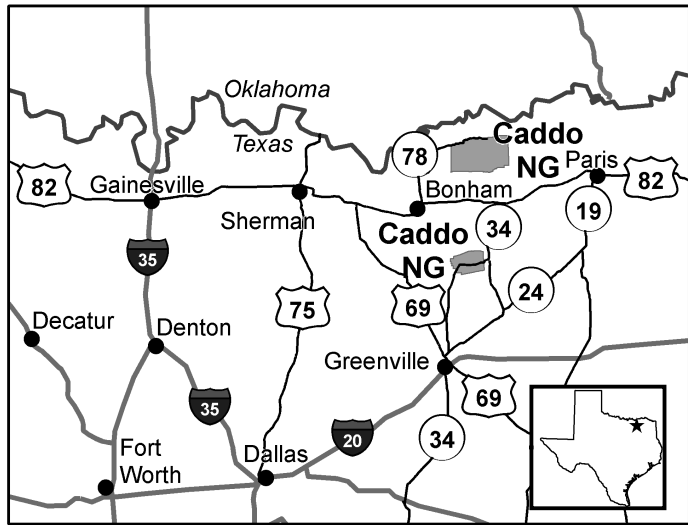 Oklahoma
Texas
78
Caddo
NG
Paris
82
Gainesville
Bonham
82
Sherman
34
19
Caddo
NG
35
24
75
69
Decatur
Denton
Greenville
35
69
20
34
Fort
Worth
Dallas